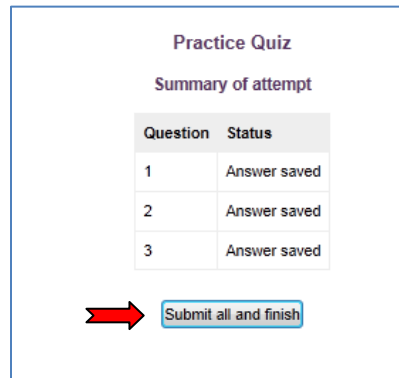 Practice Quiz
Summary of attempt
Question Status
1 Answer saved
2 Answer saved
3 Answer saved
Submit all and finish